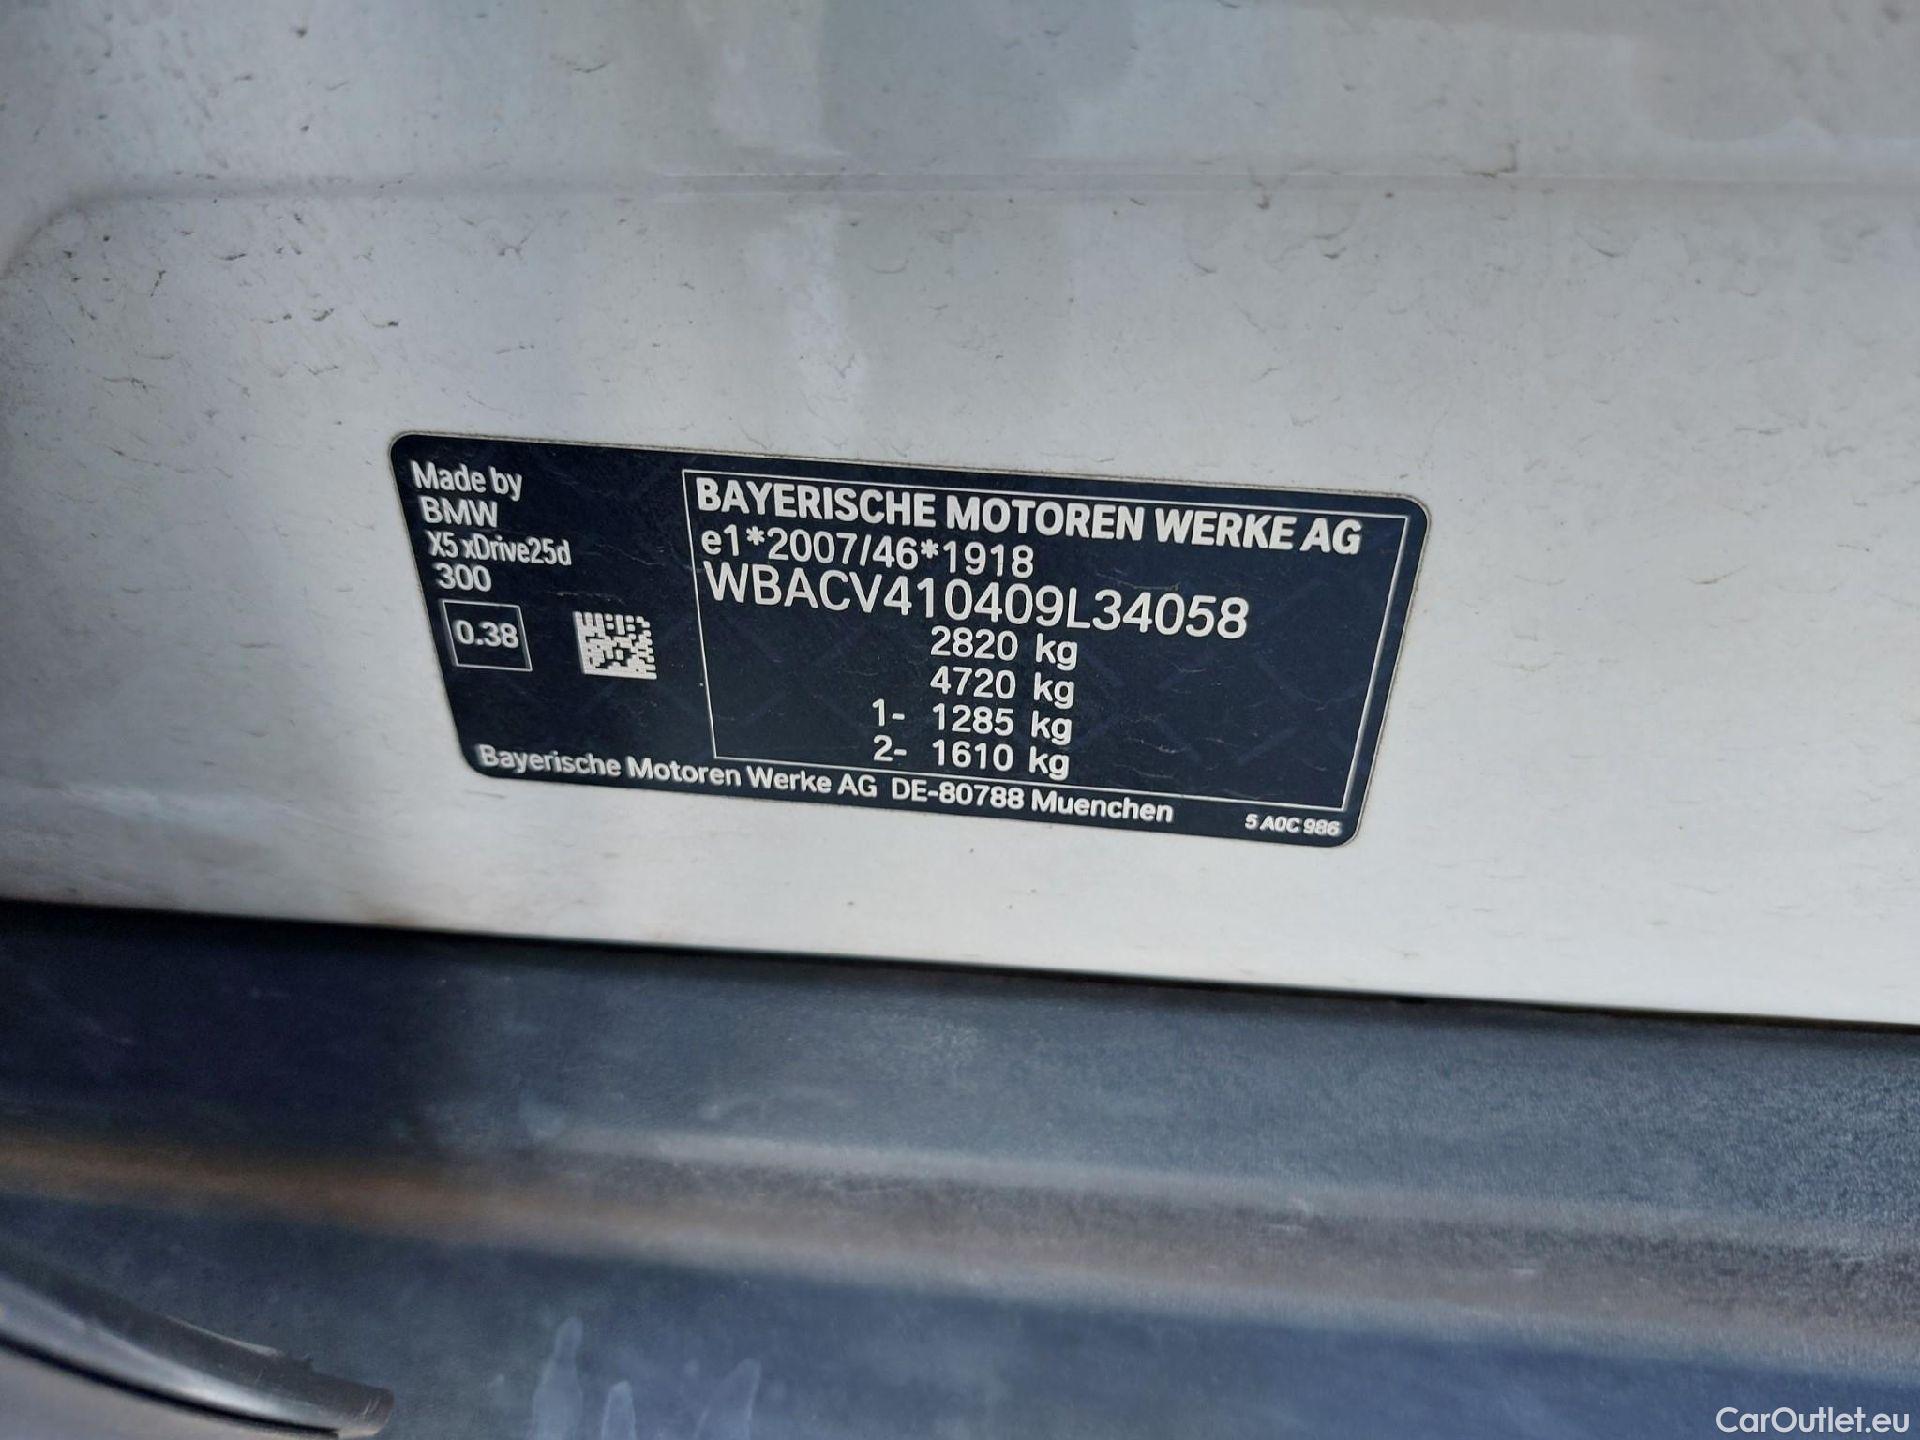 Made by
BMW
X5 xDrive25d
300
0.38
BAYERISCHE MOTOREN WERKE AG
e1*2007/46*1918
WBACV410409L34058
2820 kg
4720 kg
1- 1285 kg
2- 1610 kg
Bayerische Motoren Werke AG DE-80788 Muenchen
5 A0C 986
CarOutlet.eu